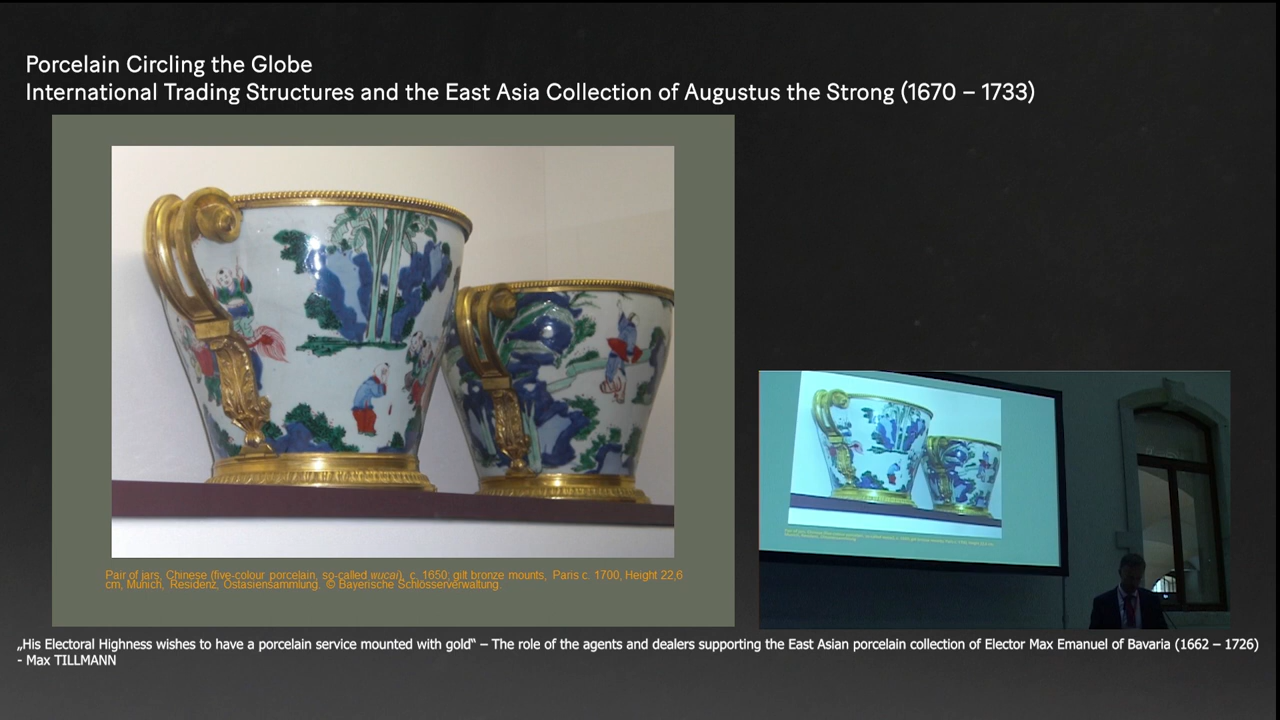 Porcelain Circling the Globe
International Trading Structures and the East Asia Collection of Augustus the Strong (1670 – 1733)
Pair of jars, Chinese (five-colour porcelain, so-called wucai), c. 1650; gilt bronze mounts, Paris c. 1700, Height 22,6
cm, Munich, Residenz, Ostasiensammlung. © Bayerische Schlösserverwaltung.
„His Electoral Highness wishes to have a porcelain service mounted with gold“ – The role of the agents and dealers supporting the East Asian porcelain collection of Elector Max Emanuel of Bavaria (1662 – 1726)
- Max TILLMANN